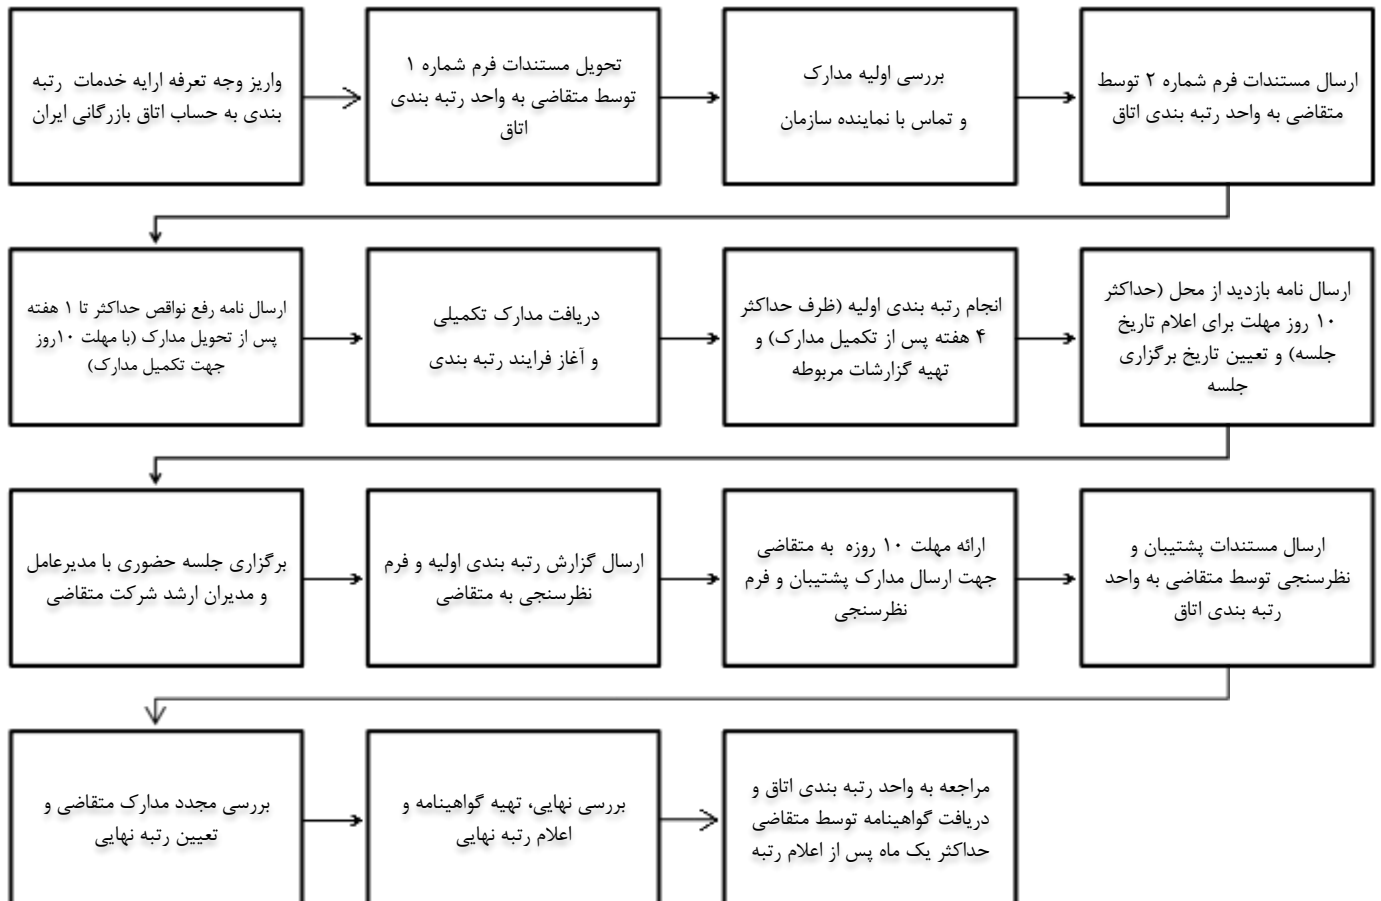 واریز وجه تعرفه ارایه خدمات رتبه
بندی به حساب اتاق بازرگانی ایران
تحویل مستندات فرم شماره ۱
توسط متقاضی به واحد رتبه بندی
اتاق
بررسی اولیه مدارک
و تماس با نماینده سازمان
ارسال مستندات فرم شماره ۲ توسط
متقاضی به واحد رتبه بندی اتاق
ارسال نامه رفع نواقص حداکثر تا ۱ هفته
پس از تحویل مدارک (با مهلت ۱۰روز
جهت تکمیل مدارک)
دریافت مدارک تکمیلی
و آغاز فرایند رتبه بندی
انجام رتبه بندی اولیه (ظرف حداکثر
۴ هفته پس از تکمیل مدارک) و
تهیه گزارشات مربوطه
ارسال نامه بازدید از محل (حداکثر
۱۰ روز مهلت برای اعلام تاریخ
جلسه) و تعیین تاریخ برگزاری
جلسه
برگزاری جلسه حضوری با مدیرعامل
و مدیران ارشد شرکت متقاضی
ارسال گزارش رتبه بندی اولیه و فرم
نظرسنجی به متقاضی
ارائه مهلت ۱۰ روزه به متقاضی
جهت ارسال مدارک پشتیبان و فرم
نظرسنجی
ارسال مستندات پشتیبان و
نظرسنجی توسط متقاضی به واحد
رتبه بندی اتاق
بررسی مجدد مدارک متقاضی و
تعیین رتبه نهایی
بررسی نهایی، تهیه گواهینامه و
اعلام رتبه نهایی
مراجعه به واحد رتبه بندی اتاق و
دریافت گواهینامه توسط متقاضی
حداکثر یک ماه پس از اعلام رتبه